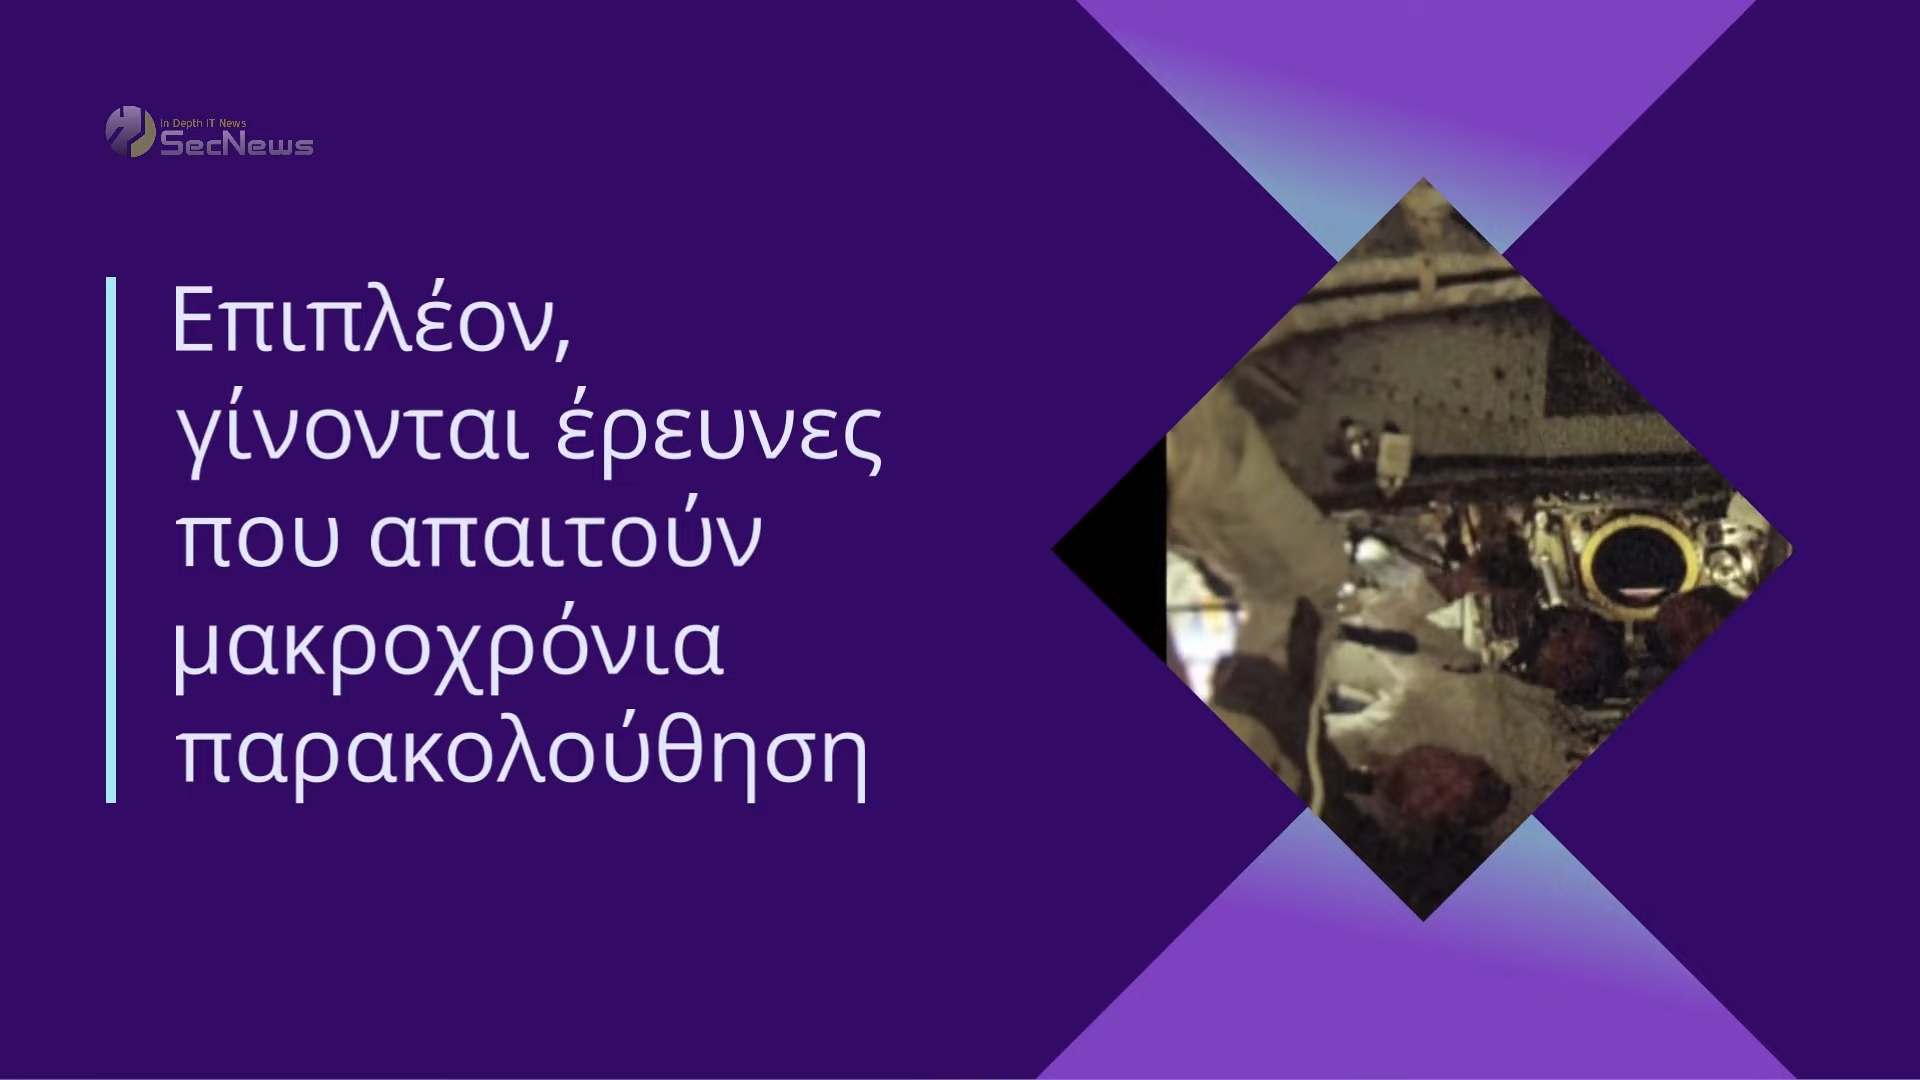 In Depth IT News
SecNews
Επιπλέον,
γίνονται έρευνες
που απαιτούν
μακροχρόνια
παρακολούθηση